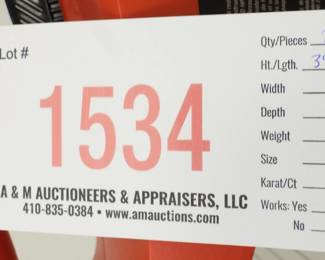 Lot #
1534
A & M AUCTIONEERS & APPRAISERS, LLC
410-835-0384 • www.amauctions.com
Qty/Pieces
Ht./Lgth.
Width
Depth
Weight
Size
Karat/Ct
Works: Yes
No